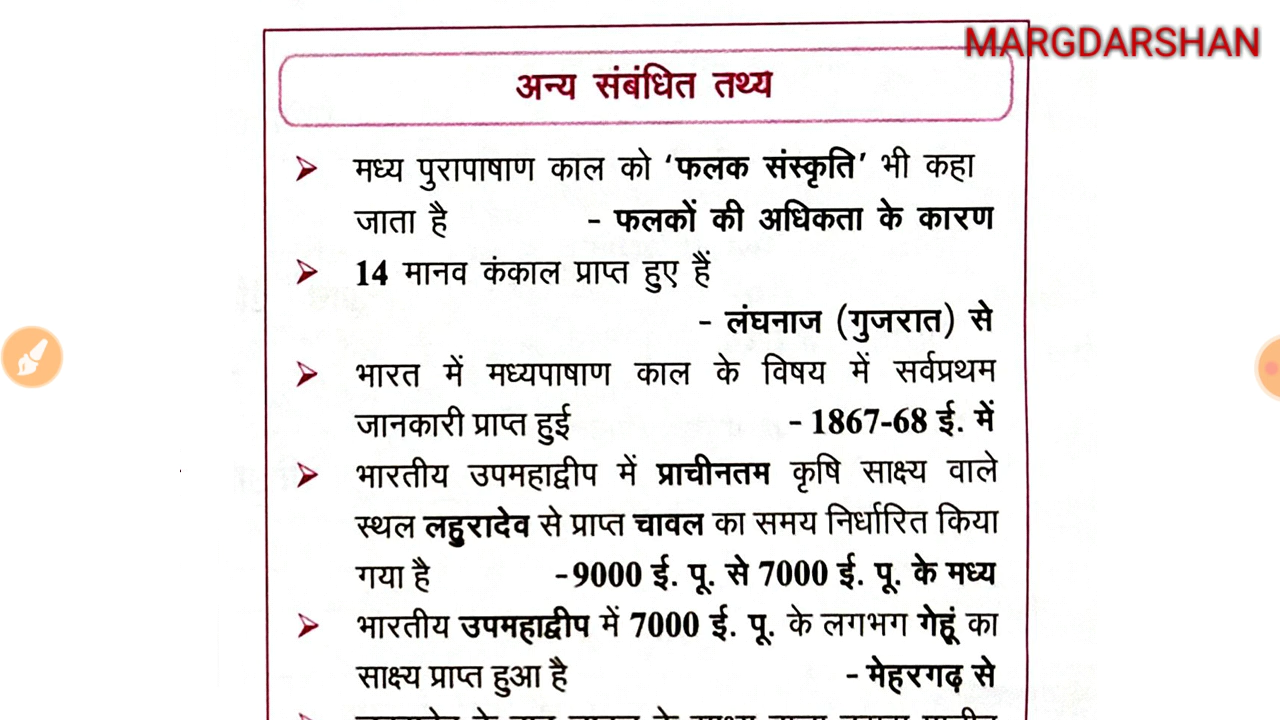 MARGDARSHAN
अन्य संबंधित तथ्य
➢ मध्य पुरापाषाण काल को ‘फलक संस्कृति’ भी कहा
जाता है - फलकों की अधिकता के कारण
➢ 14 मानव कंकाल प्राप्त हुए हैं
- लंघनाज (गुजरात) से
➢ भारत में मध्यपाषाण काल के विषय में सर्वप्रथम
जानकारी प्राप्त हुई - 1867-68 ई. में
➢ भारतीय उपमहाद्वीप में प्राचीनतम कृषि साक्ष्य वाले
स्थल लहुरादेव से प्राप्त चावल का समय निर्धारित किया
गया है -9000 ई. पू. से 7000 ई. पू. के मध्य
➢ भारतीय उपमहाद्वीप में 7000 ई. पू. के लगभग गेहूं का
साक्ष्य प्राप्त हुआ है - मेहरगढ़ से